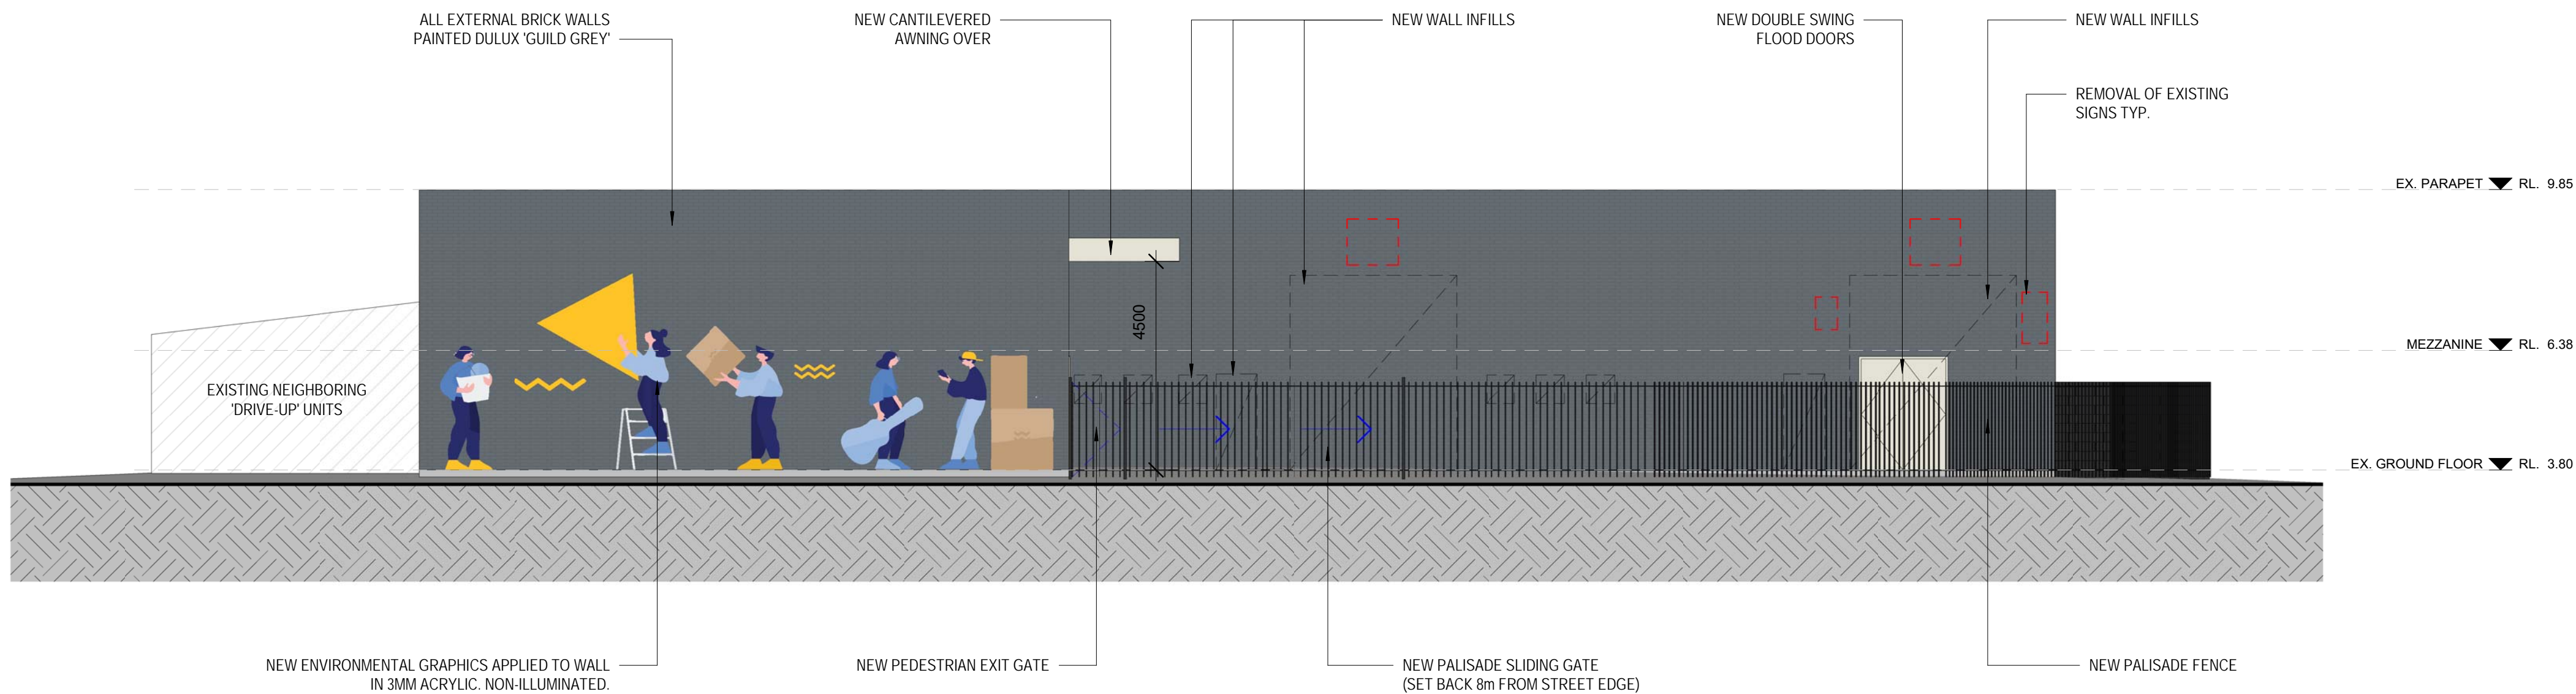 ALL EXTERNAL BRICK WALLS
PAINTED DULUX 'GUILD GREY'
NEW CANTILEVERED
AWNING OVER
NEW WALL INFILLS
NEW DOUBLE SWING
FLOOD DOORS
NEW WALL INFILLS
REMOVAL OF EXISTING
SIGNS TYP.
EX. PARAPET RL. 9.85
4500
MEZZANINE RL. 6.38
EXISTING NEIGHBORING
'DRIVE-UP' UNITS
EX. GROUND FLOOR RL. 3.80
NEW ENVIRONMENTAL GRAPHICS APPLIED TO WALL
IN 3MM ACRYLIC. NON-ILLUMINATED.
NEW PEDESTRIAN EXIT GATE
NEW PALISADE SLIDING GATE
(SET BACK 8m FROM STREET EDGE)
NEW PALISADE FENCE